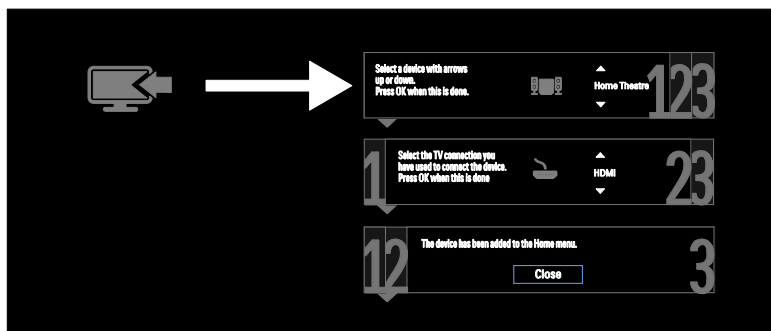 Select a device with arrows
up or down.
Press OK when this is done.
Home Theatre
123
1
Select the TV connection you
have used to connect the device.
Press OK when this is done
HDMI
23
12
The device has been added to the Home menu.
Close
3